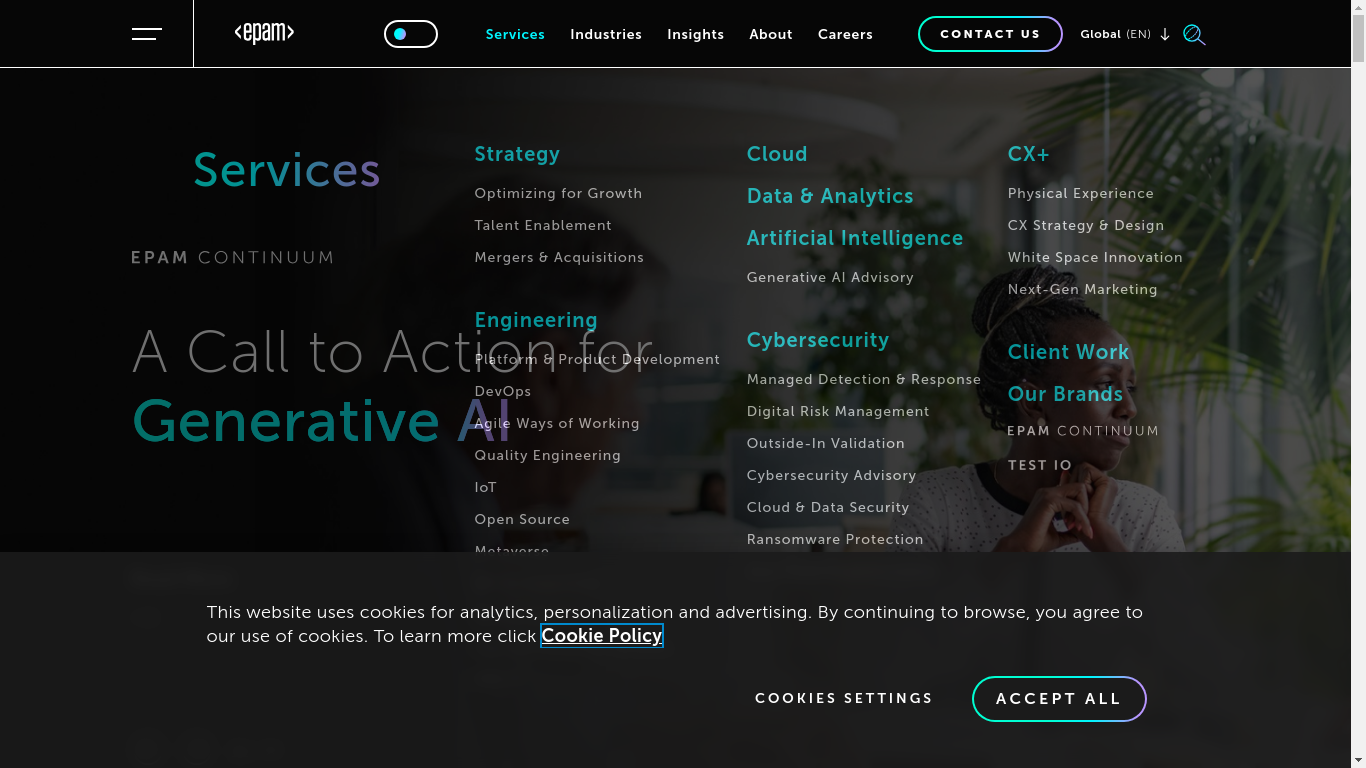 <epam>
Services
Industries
Insights
About
Careers
CONTACT US
Global (EN)
Services
EPAM CONTINUUM
A Call to Action for
Generative AI
Strategy
Optimizing for Growth
Talent Enablement
Mergers & Acquisitions
Engineering
Platform & Product Development
DevOps
Agile Ways of Working
Quality Engineering
IoT
Open Source
Metaverse
Cloud
Data & Analytics
Artificial Intelligence
Generative AI Advisory
Cybersecurity
Managed Detection & Response
Digital Risk Management
Outside-In Validation
Cybersecurity Advisory
Cloud & Data Security
Ransomware Protection
CX+
Physical Experience
CX Strategy & Design
White Space Innovation
Next-Gen Marketing
Client Work
Our Brands
EPAM CONTINUUM
TEST IO
This website uses cookies for analytics, personalization and advertising. By continuing to browse, you agree to
our use of cookies. To learn more click Cookie Policy
COOKIES SETTINGS
ACCEPT ALL